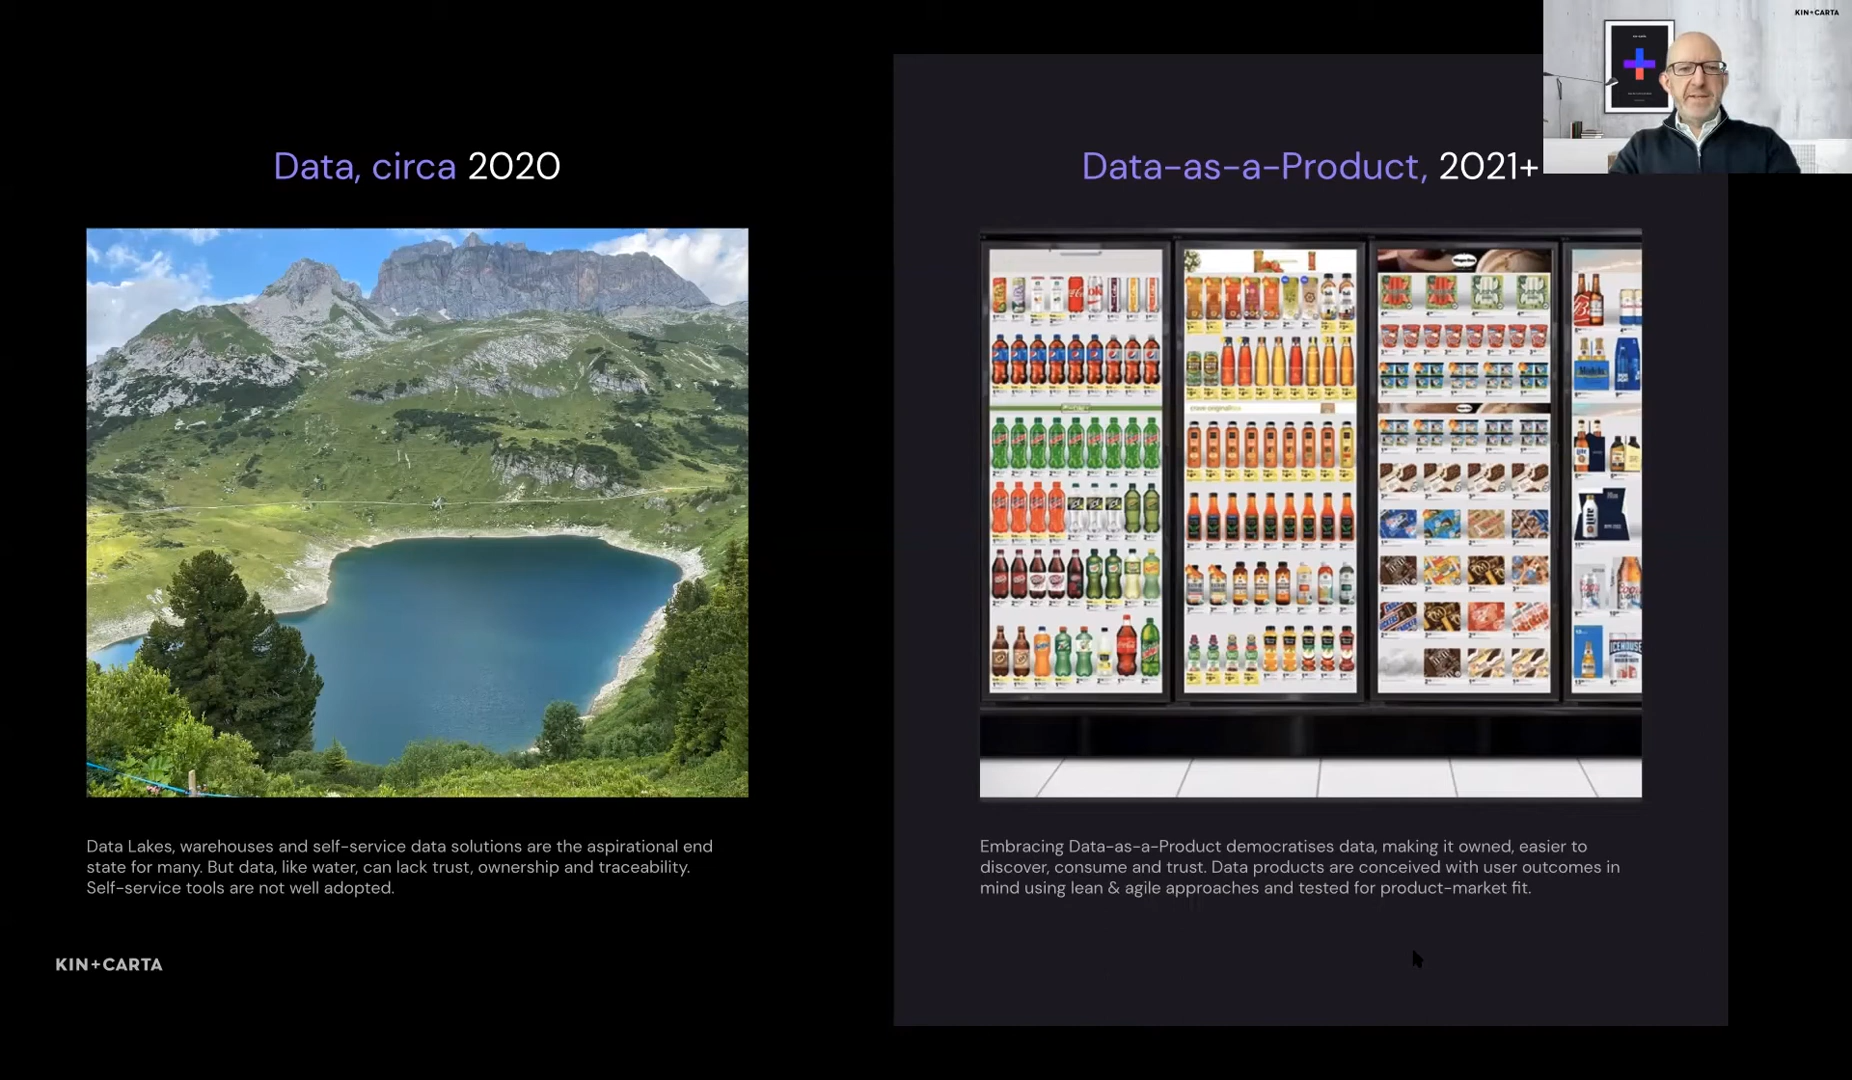 KIN+CARTA
Data, circa 2020
Data Lakes, warehouses and self-service data solutions are the aspirational end
state for many. But data, like water, can lack trust, ownership and traceability.
Self-service tools are not well adopted.
KIN+CARTA
Data-as-a-Product, 2021+
Embracing Data-as-a-Product democratises data, making it owned, easier to
discover, consume and trust. Data products are conceived with user outcomes in
mind using lean & agile approaches and tested for product-market fit.